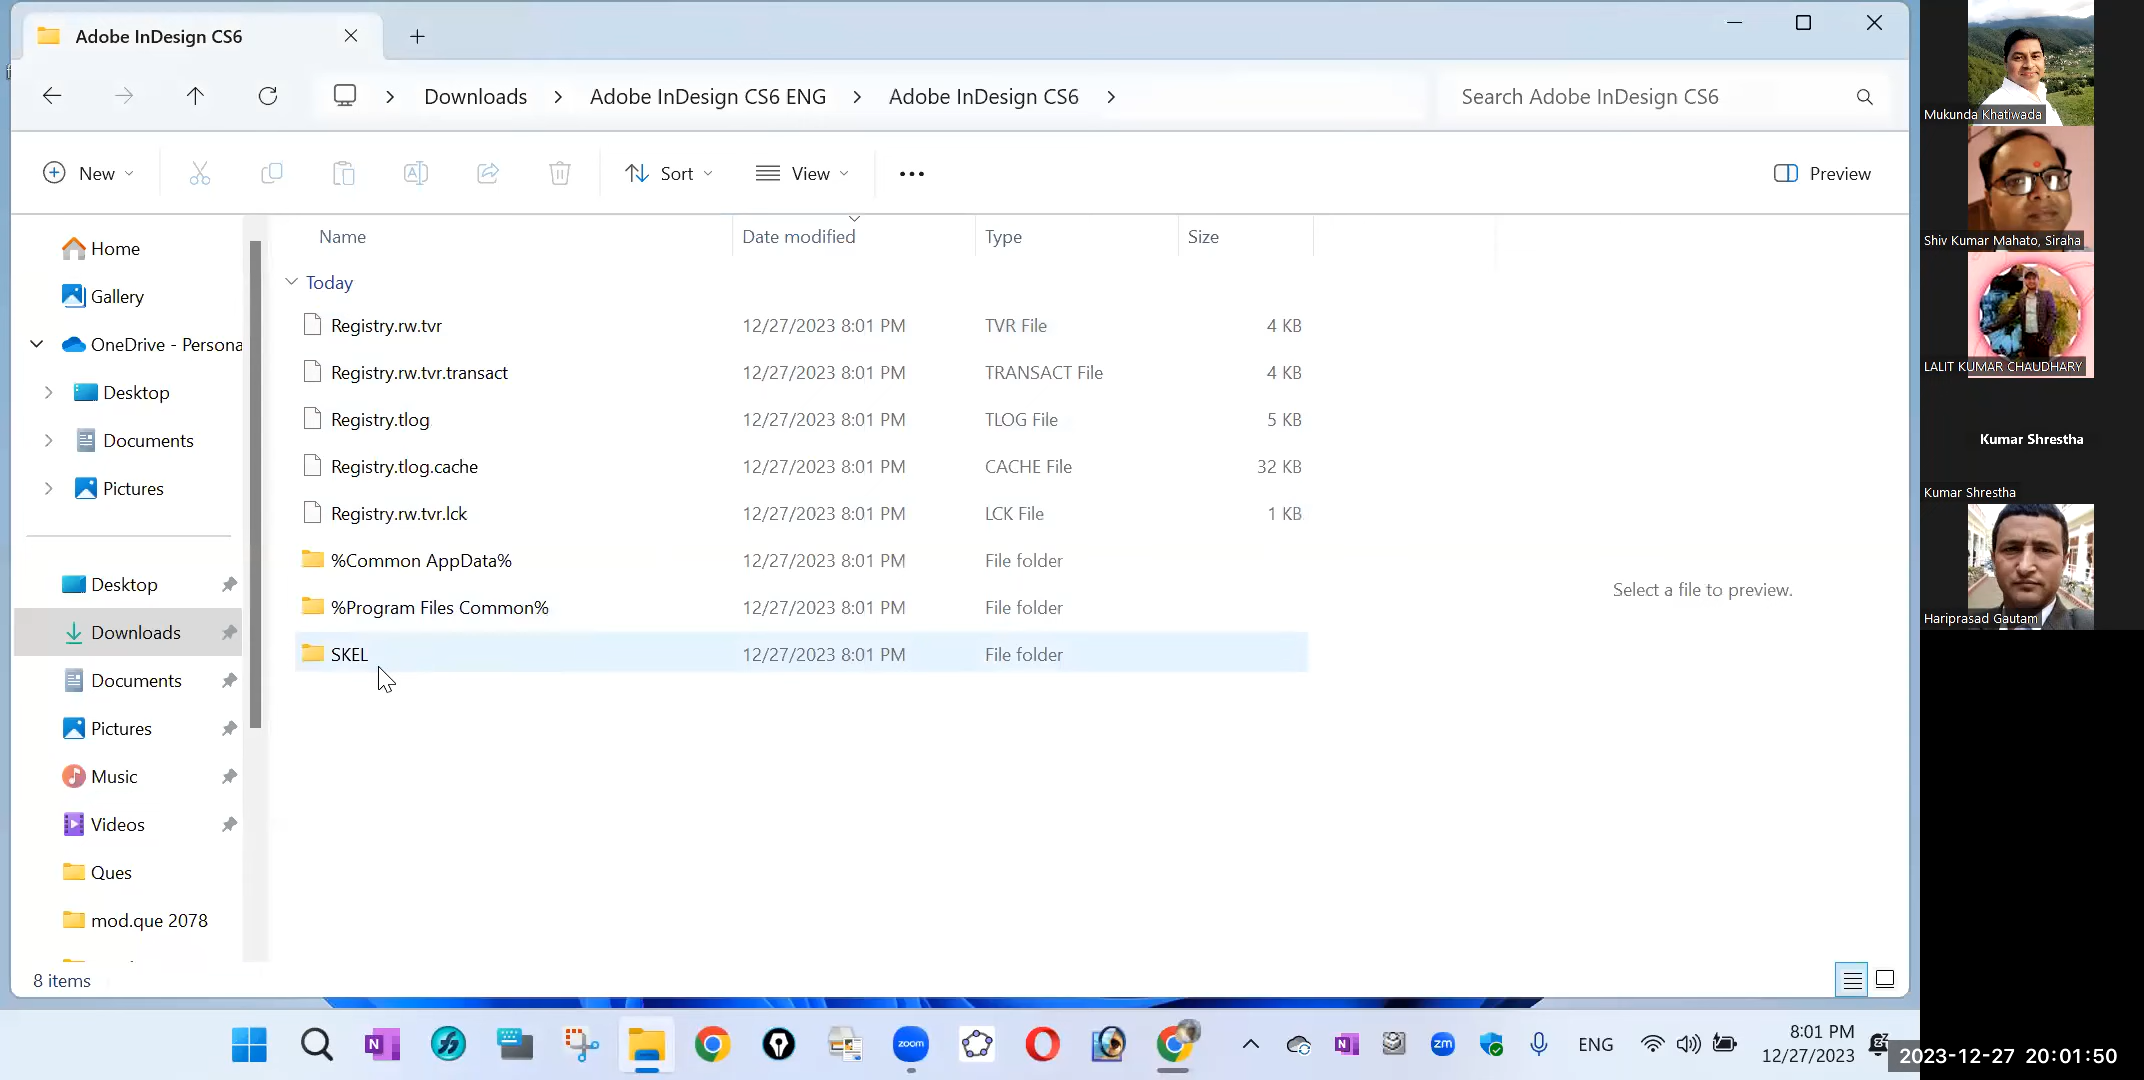 Adobe InDesign CS6
Downloads > Adobe InDesign CS6 ENG > Adobe InDesign CS6 >
Search Adobe InDesign CS6
New
Sort
View
Preview
Home
Gallery
OneDrive - Persona
Desktop
Documents
Pictures
Desktop
Downloads
Documents
Pictures
Music
Videos
Ques
mod.que 2078
Name Date modified Type Size
Today
Registry.rw.tvr 12/27/2023 8:01 PM TVR File 4 KB
Registry.rw.tvr.transact 12/27/2023 8:01 PM TRANSACT File 4 KB
Registry.tlog 12/27/2023 8:01 PM TLOG File 5 KB
Registry.tlog.cache 12/27/2023 8:01 PM CACHE File 32 KB
Registry.rw.tvr.lck 12/27/2023 8:01 PM LCK File 1 KB
%Common AppData% 12/27/2023 8:01 PM File folder
%Program Files Common% 12/27/2023 8:01 PM File folder
SKEL 12/27/2023 8:01 PM File folder
Select a file to preview.
8 items
Mukunda Khatiwada
Shiv Kumar Mahato, Siraha
LALIT KUMAR CHAUDHARY
Kumar Shrestha
Kumar Shrestha
Hariprasad Gautam
N
zoom
N
zm
ENG
8:01 PM
12/27/2023
2023-12-27 20:01:50